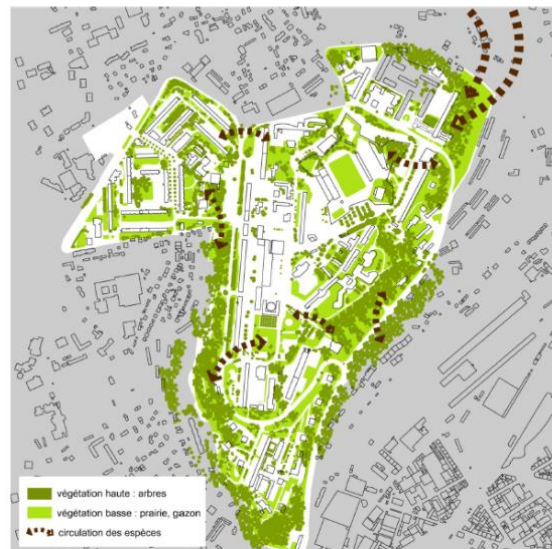 végétation haute : arbres
végétation basse : prairie, gazon
circulation des espèces